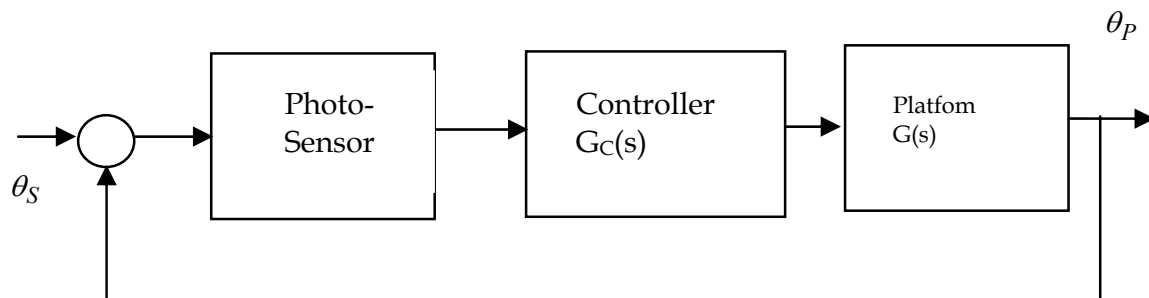 θP
Photo-
Sensor
Controller
GC(s)
Platfom
G(s)
θS